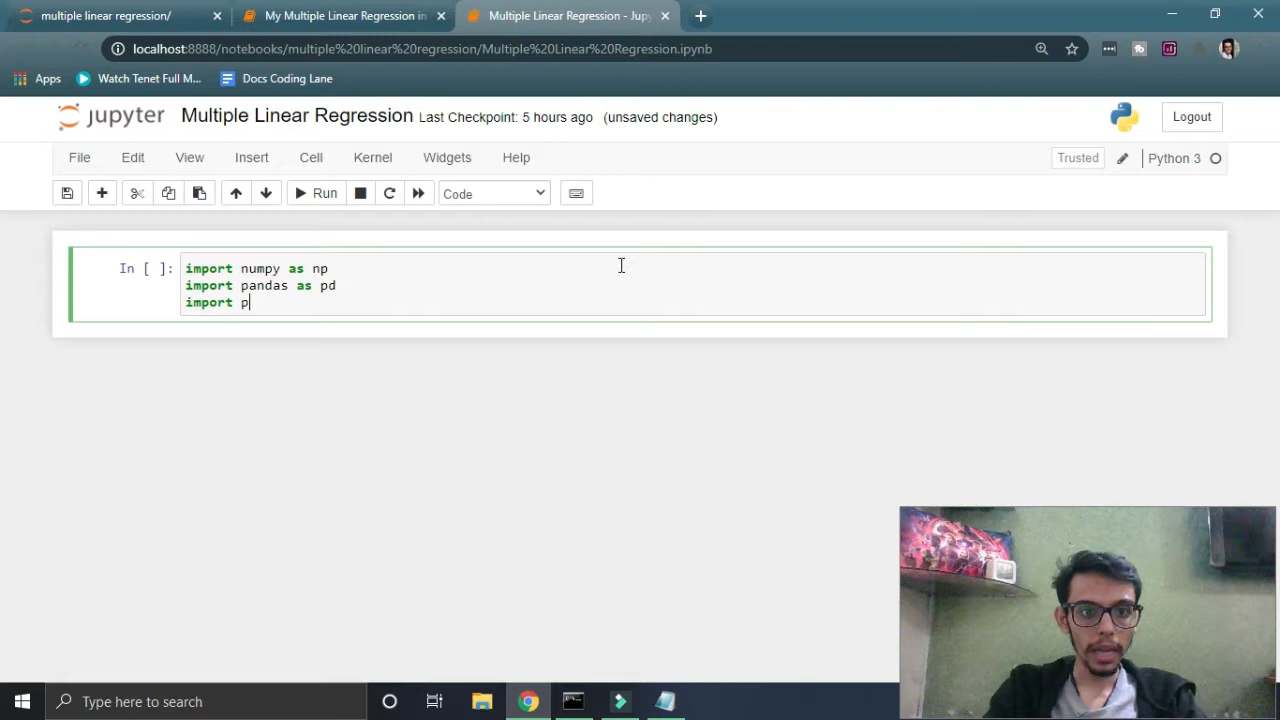 multiple linear regression/
My Multiple Linear Regression in
Multiple Linear Regression - Jupy
localhost:8888/notebooks/multiple%20linear%20regression/Multiple%20Linear%20Regression.ipynb
Apps
Watch Tenet Full M...
Docs Coding Lane
jupyter
Multiple Linear Regression Last Checkpoint: 5 hours ago (unsaved changes)
Logout
File Edit View Insert Cell Kernel Widgets Help
Trusted
Python 3
Run
Code
In [ ]:
import numpy as np
import pandas as pd
import p
Type here to search